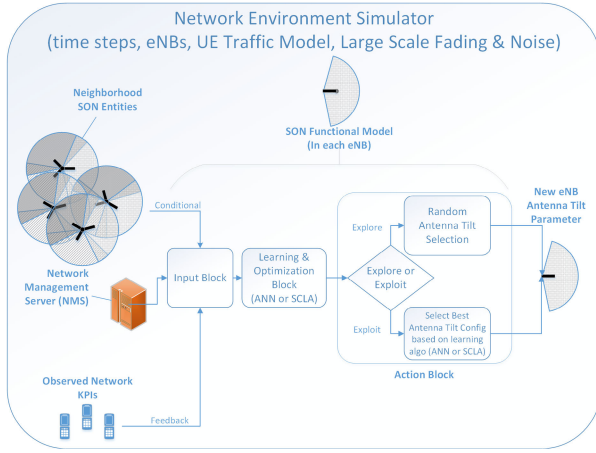 Network Environment Simulator
(time steps, eNBs, UE Traffic Model, Large Scale Fading & Noise)
Neighborhood
SON Entities
SON Functional Model
(In each eNB)
New eNB
Antenna Tilt
Parameter
Conditional
Explore
Random
Antenna Tilt
Selection
Network
Management
Server (NMS)
Input Block
Learning &
Optimization
Block
(ANN or SCLA)
Explore or
Exploit
Exploit
Select Best
Antenna Tilt Config
based on learning
algo (ANN or SCLA)
Action Block
Observed Network
KPIs
Feedback